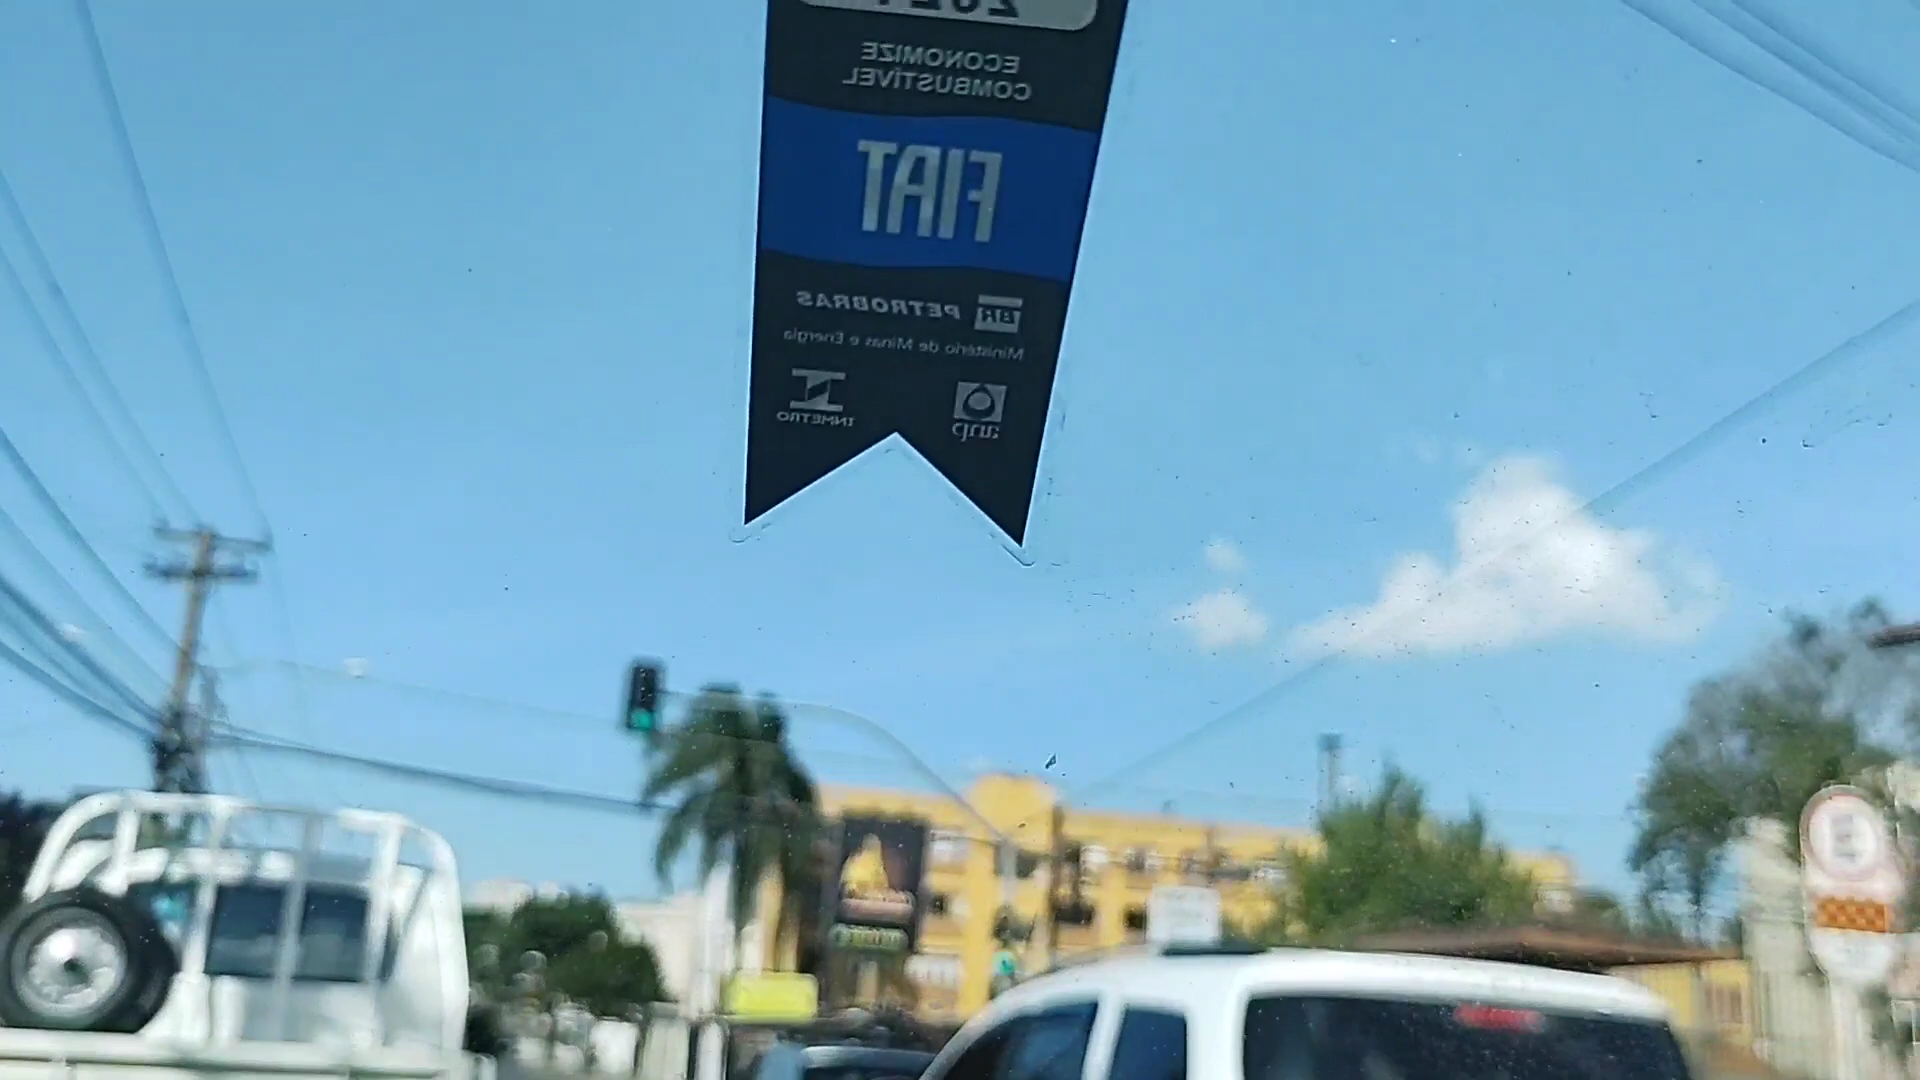 ECONOMIZE
COMBUSTÍVEL
FIAT
BR PETROBRAS
Ministério de Minas e Energia
anp
INMETRO